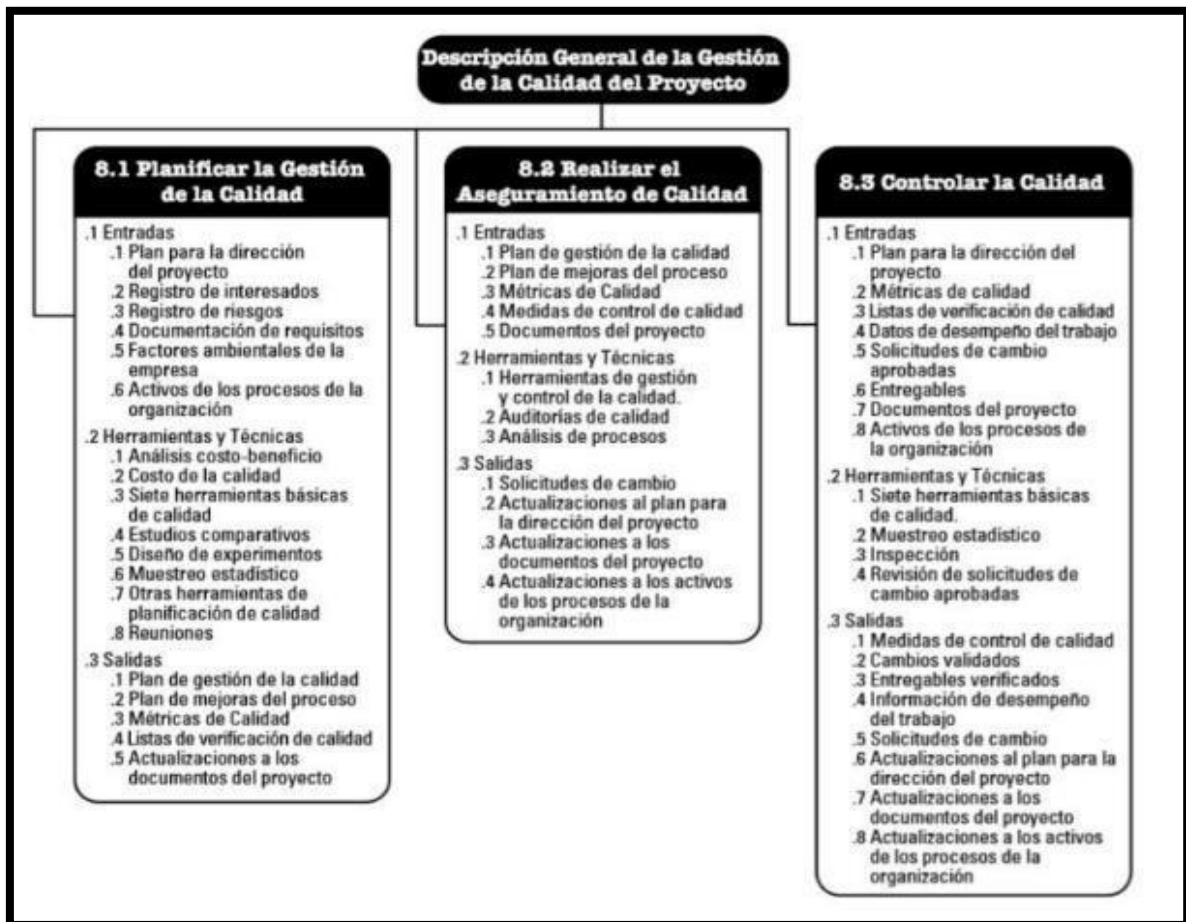 Descripción General de la Gestión
de la Calidad del Proyecto
8.1 Planificar la Gestión
de la Calidad
.1 Entradas
.1 Plan para la dirección
del proyecto
.2 Registro de interesados
.3 Registro de riesgos
.4 Documentación de requisitos
.5 Factores ambientales de la
empresa
.6 Activos de los procesos de la
organización
.2 Herramientas y Técnicas
.1 Análisis costo-beneficio
.2 Costo de la calidad
.3 Siete herramientas básicas
de calidad
.4 Estudios comparativos
.5 Diseño de experimentos
.6 Muestreo estadístico
.7 Otras herramientas de
planificación de calidad
.8 Reuniones
.3 Salidas
.1 Plan de gestión de la calidad
.2 Plan de mejoras del proceso
.3 Métricas de Calidad
.4 Listas de verificación de calidad
.5 Actualizaciones a los
documentos del proyecto
8.2 Realizar el
Aseguramiento de Calidad
.1 Entradas
.1 Plan de gestión de la calidad
.2 Plan de mejoras del proceso
.3 Métricas de Calidad
.4 Medidas de control de calidad
.5 Documentos del proyecto
.2 Herramientas y Técnicas
.1 Herramientas de gestión
y control de la calidad.
.2 Auditorías de calidad
.3 Análisis de procesos
.3 Salidas
.1 Solicitudes de cambio
.2 Actualizaciones al plan para
la dirección del proyecto
.3 Actualizaciones a los
documentos del proyecto
.4 Actualizaciones a los activos
de los procesos de la
organización
8.3 Controlar la Calidad
.1 Entradas
.1 Plan para la dirección del
proyecto
.2 Métricas de calidad
.3 Listas de verificación de calidad
.4 Datos de desempeño del trabajo
.5 Solicitudes de cambio
aprobadas
.6 Entregables
.7 Documentos del proyecto
.8 Activos de los procesos de
la organización
.2 Herramientas y Técnicas
.1 Siete herramientas básicas
de calidad.
.2 Muestreo estadístico
.3 Inspección
.4 Revisión de solicitudes de
cambio aprobadas
.3 Salidas
.1 Medidas de control de calidad
.2 Cambios validados
.3 Entregables verificados
.4 Información de desempeño
del trabajo
.5 Solicitudes de cambio
.6 Actualizaciones al plan para la
dirección del proyecto
.7 Actualizaciones a los
documentos del proyecto
.8 Actualizaciones a los activos
de los procesos de la
organización